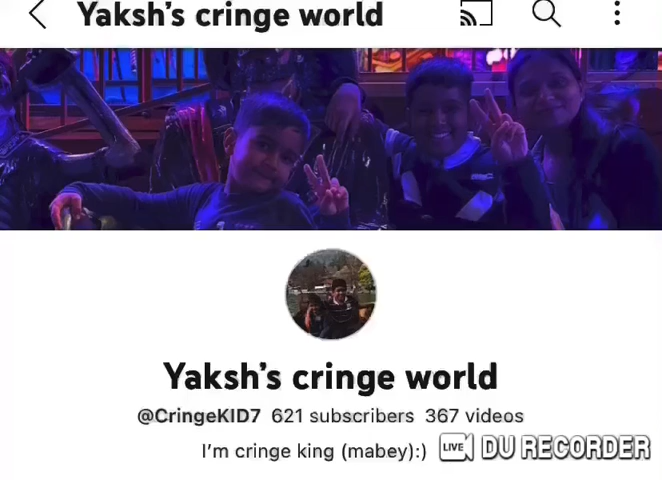 Yaksh's cringe world
Yaksh's cringe world
@CringeKID7 621 subscribers 367 videos
I'm cringe king (mabey):)
LIVE DU RECORDER